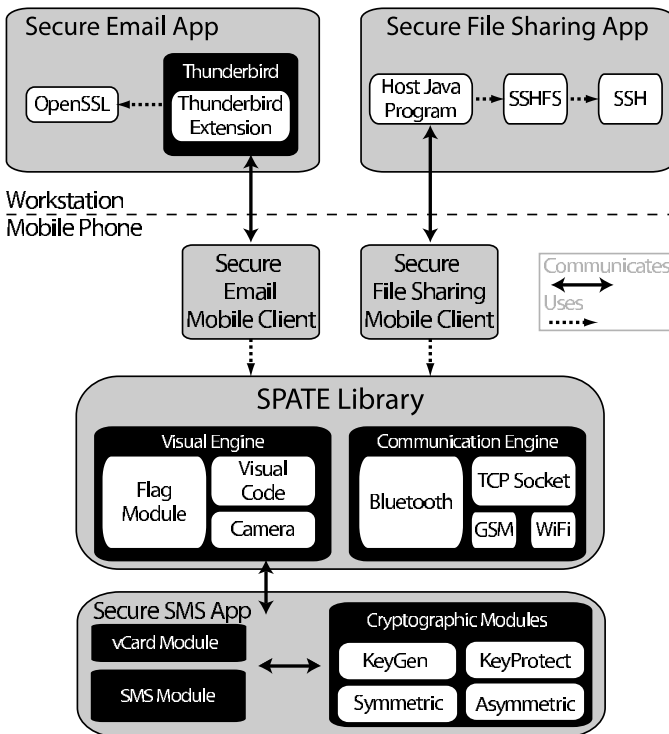 Secure Email App
Thunderbird
OpenSSL
Thunderbird
Extension
Secure File Sharing App
Host Java
Program
SSHFS
SSH
Workstation
Mobile Phone
Secure
Email
Mobile Client
Secure
File Sharing
Mobile Client
Communicates
Uses
SPATE Library
Visual Engine
Flag
Module
Visual
Code
Camera
Communication Engine
Bluetooth
TCP Socket
GSM
WiFi
Secure SMS App
vCard Module
SMS Module
Cryptographic Modules
KeyGen
KeyProtect
Symmetric
Asymmetric